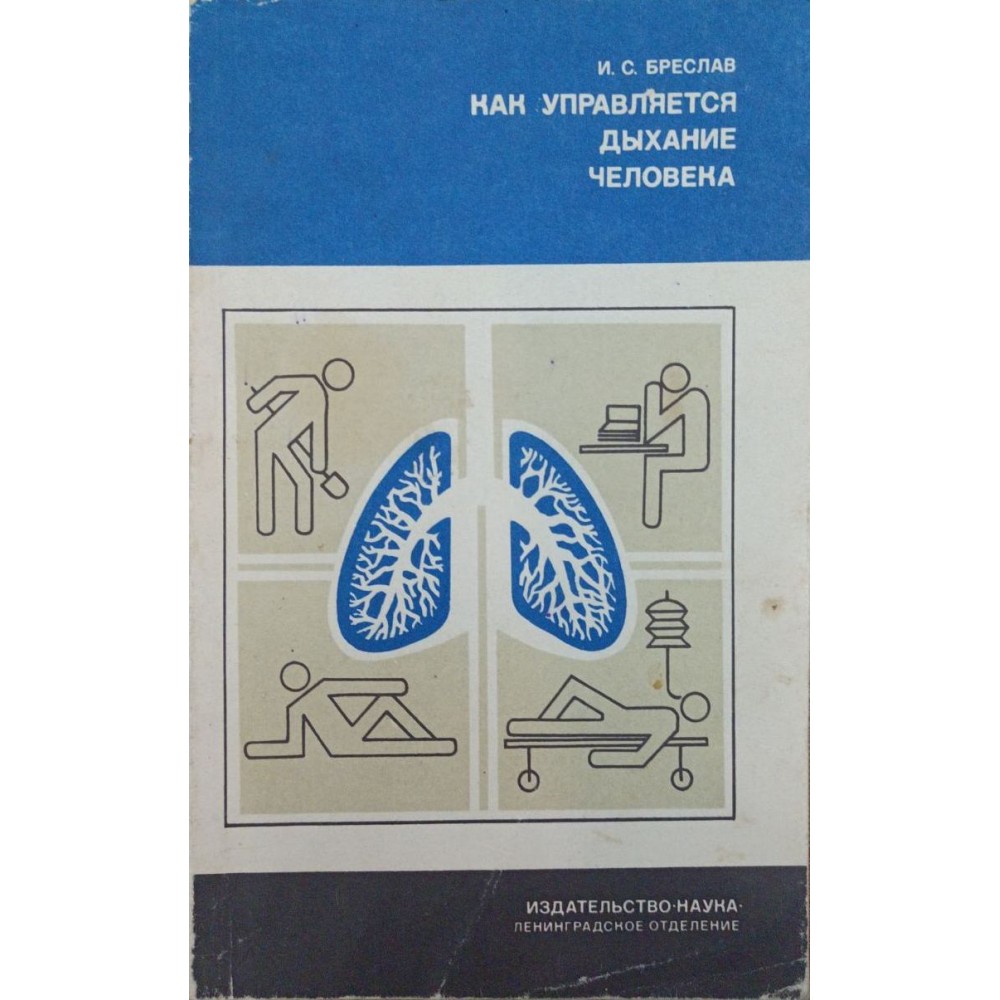 И. С. БРЕСЛАВ
КАК УПРАВЛЯЕТСЯ
ДЫХАНИЕ
ЧЕЛОВЕКА
ИЗДАТЕЛЬСТВО·НАУКА·
ЛЕНИНГРАДСКОЕ ОТДЕЛЕНИЕ